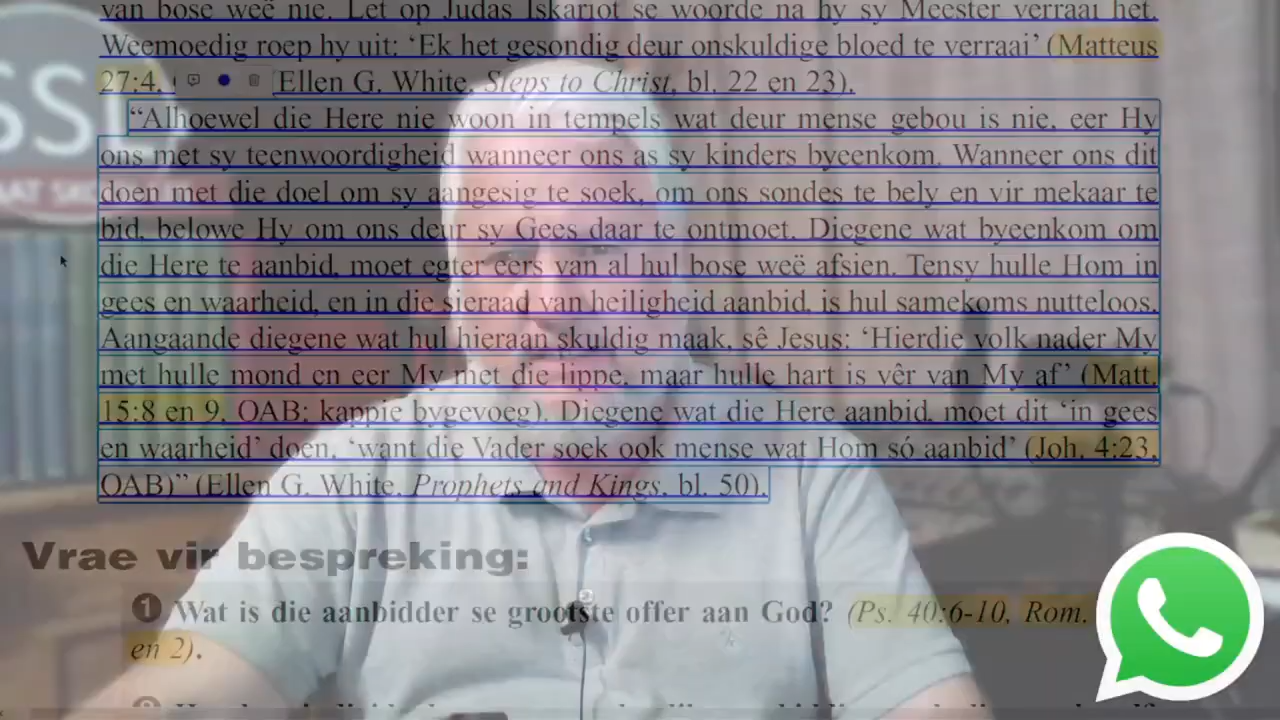 van bose weë nie. Let op Judas Iskariot se woorde na hy sy Meester verraai het.
Weemoedig roep hy uit: ‘Ek het gesondig deur onskuldige bloed te verraai’ (Matteus
27:4, (Ellen G. White, Steps to Christ, bl. 22 en 23).
“Alhoewel die Here nie woon in tempels wat deur mense gebou is nie, eer Hy
ons met sy teenwoordigheid wanneer ons as sy kinders byeenkom. Wanneer ons dit
doen met die doel om sy aangesig te soek, om ons sondes te bely en vir mekaar te
bid, belowe Hy om ons deur sy Gees daar te ontmoet. Diegene wat byeenkom om
die Here te aanbid, moet egter eers van al hul bose weë afsien. Tensy hulle Hom in
gees en waarheid, en in die sieraad van heiligheid aanbid, is hul samekoms nutteloos.
Aangaande diegene wat hul hieraan skuldig maak, sê Jesus: ‘Hierdie volk nader My
met hulle mond en eer My met die lippe, maar hulle hart is vêr van My af’ (Matt.
15:8 en 9, OAB; kappie bygevoeg). Diegene wat die Here aanbid, moet dit ‘in gees
en waarheid’ doen, ‘want die Vader soek ook mense wat Hom só aanbid’ (Joh. 4:23,
OAB)” (Ellen G. White, Prophets and Kings, bl. 50).
Vrae vir bespreking:
1 Wat is die aanbidder se grootste offer aan God? (Ps. 40:6-10, Rom.
en 2).